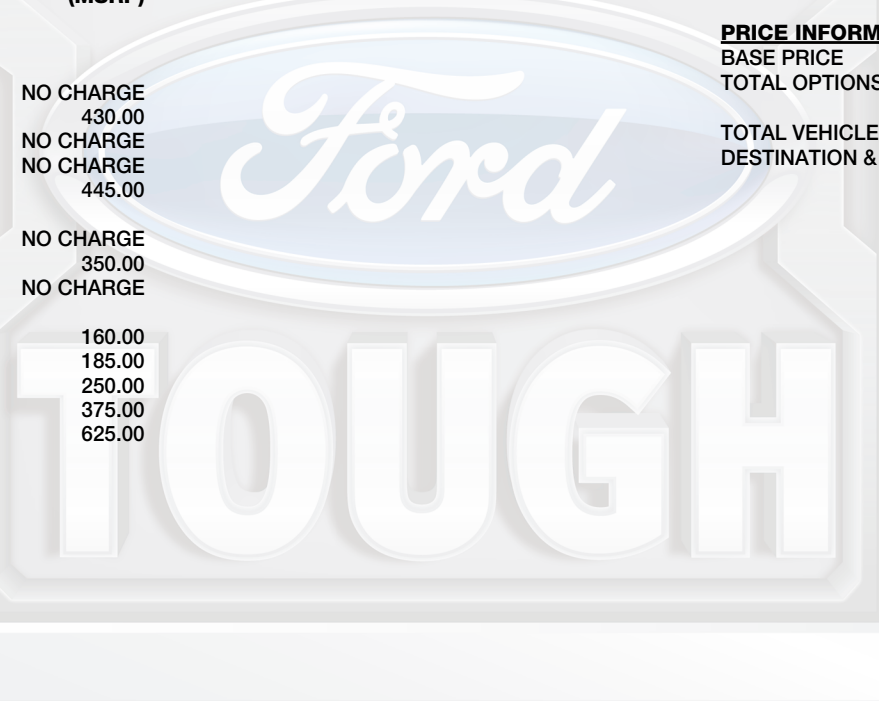 (MSRP)
NO CHARGE
430.00
NO CHARGE
NO CHARGE
445.00
NO CHARGE
350.00
NO CHARGE
160.00
185.00
250.00
375.00
625.00
PRICE INFORM
BASE PRICE
TOTAL OPTIONS
TOTAL VEHICLE
DESTINATION &
Ford
TOUGH